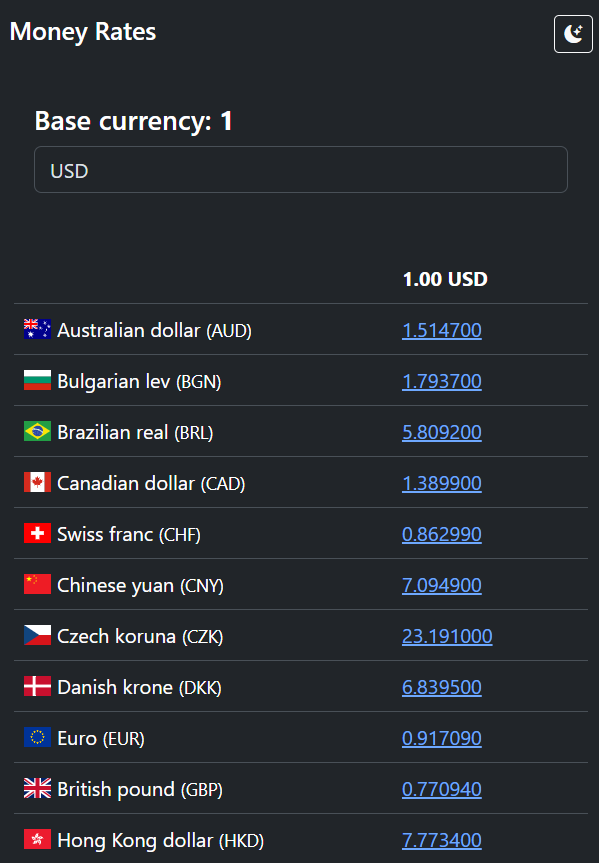 Money Rates
Base currency: 1
USD
1.00 USD
Australian dollar (AUD) 1.514700
Bulgarian lev (BGN) 1.793700
Brazilian real (BRL) 5.809200
Canadian dollar (CAD) 1.389900
Swiss franc (CHF) 0.862990
Chinese yuan (CNY) 7.094900
Czech koruna (CZK) 23.191000
Danish krone (DKK) 6.839500
Euro (EUR) 0.917090
British pound (GBP) 0.770940
Hong Kong dollar (HKD) 7.773400